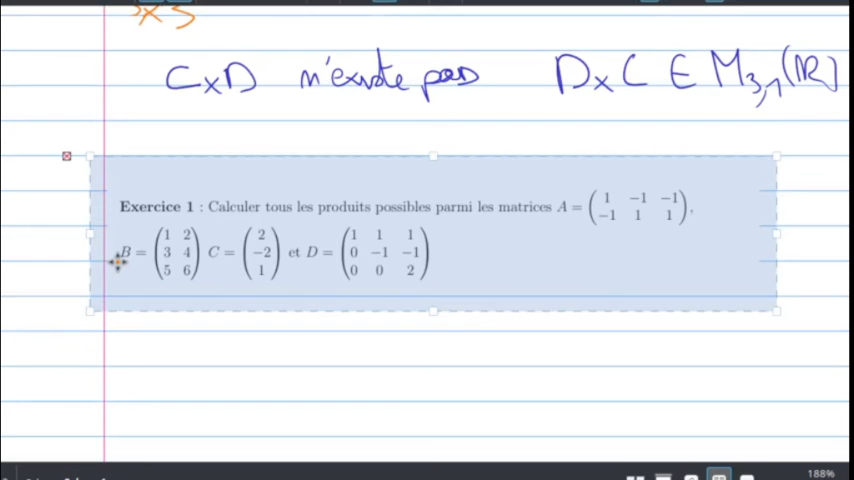 C×D n'existe pas D×C ∈ M3,1(R)
Exercice 1 : Calculer tous les produits possibles parmi les matrices A = (1 −1 −1; −1 1 1),
B = (1 2; 3 4; 5 6) C = (2; −2; 1) et D = (1 1 1; 0 −1 −1; 0 0 2)
188%